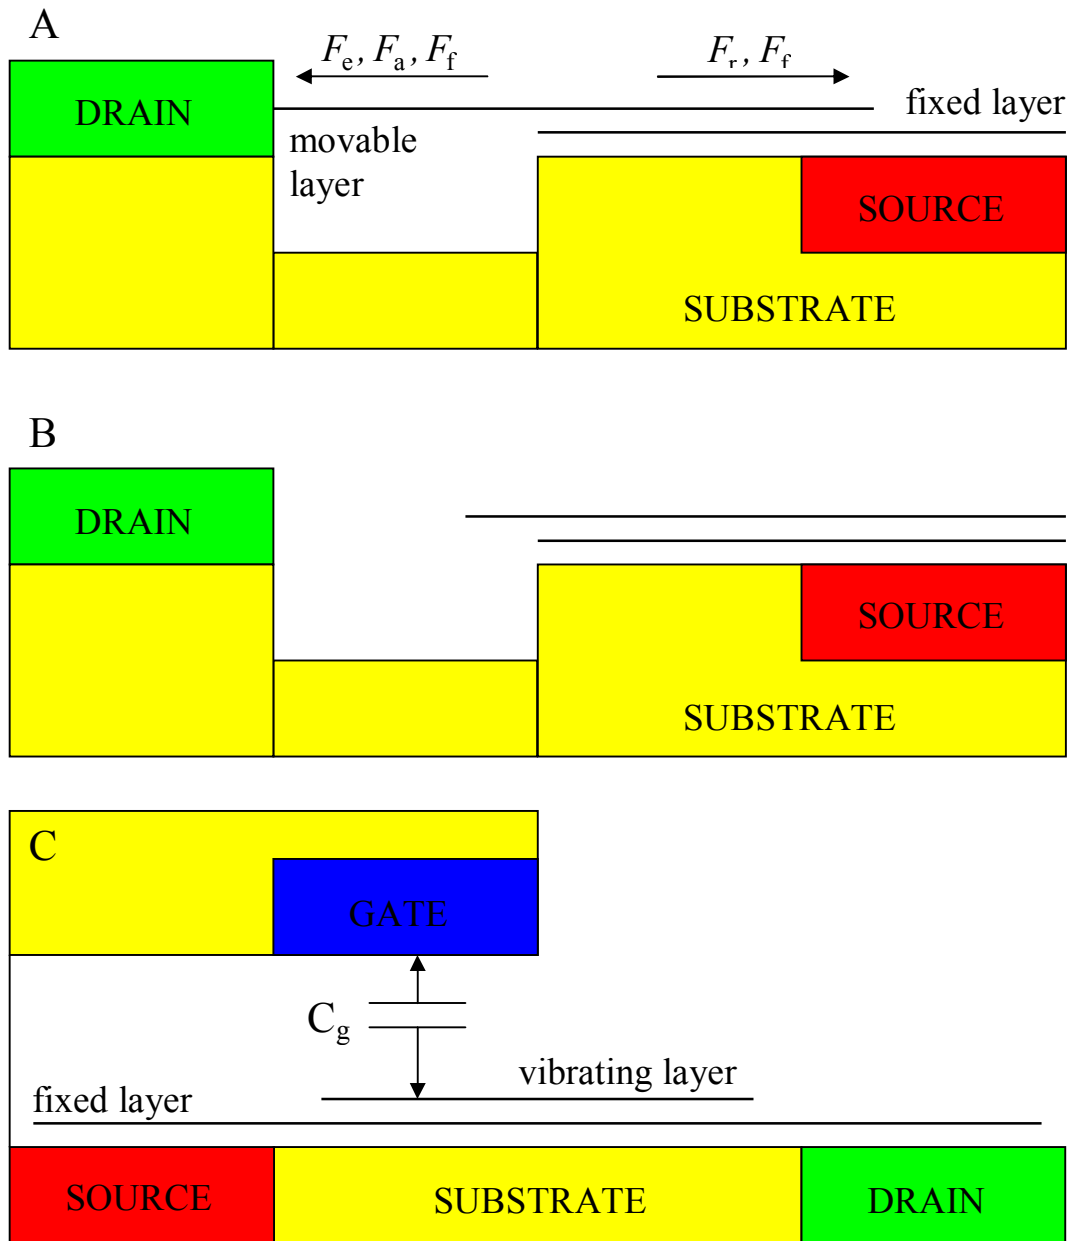 A
Fe, Fa, Ff
Fr, Ff
DRAIN
fixed layer
movable
layer
SOURCE
SUBSTRATE
B
DRAIN
SOURCE
SUBSTRATE
C
GATE
Cg
vibrating layer
fixed layer
SOURCE
SUBSTRATE
DRAIN